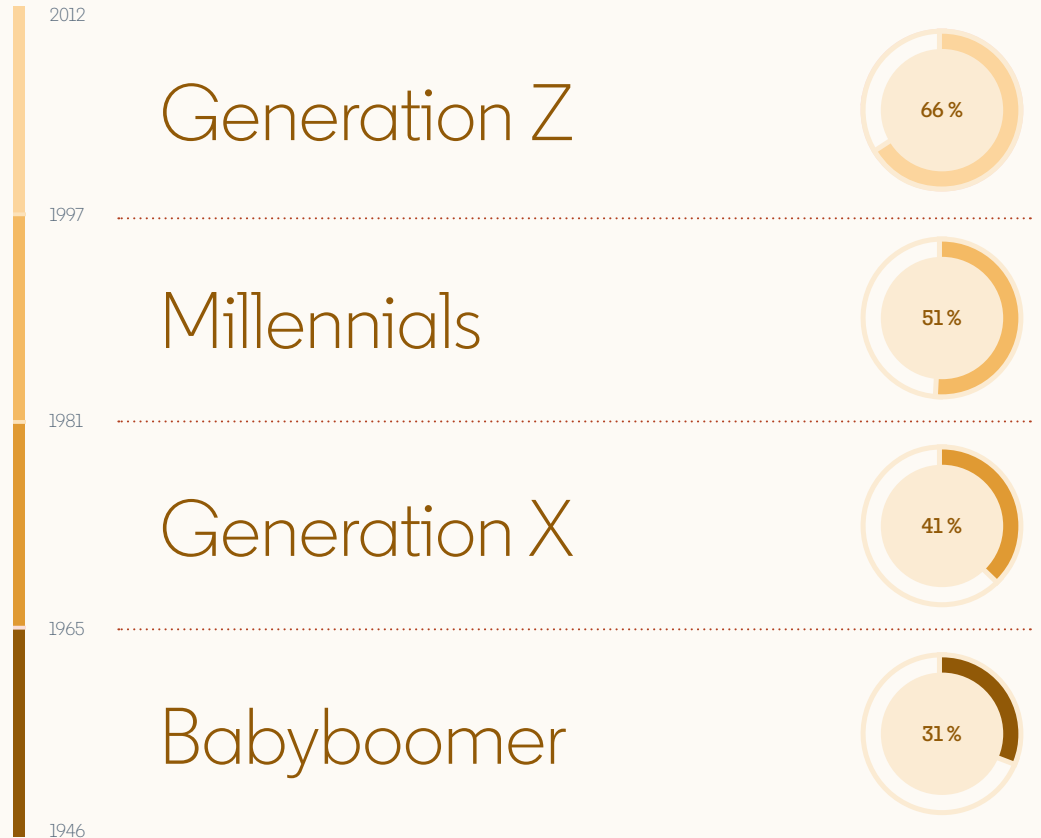 2012
Generation Z
66 %
1997
Millennials
51 %
1981
Generation X
41 %
1965
Babyboomer
31 %
1946